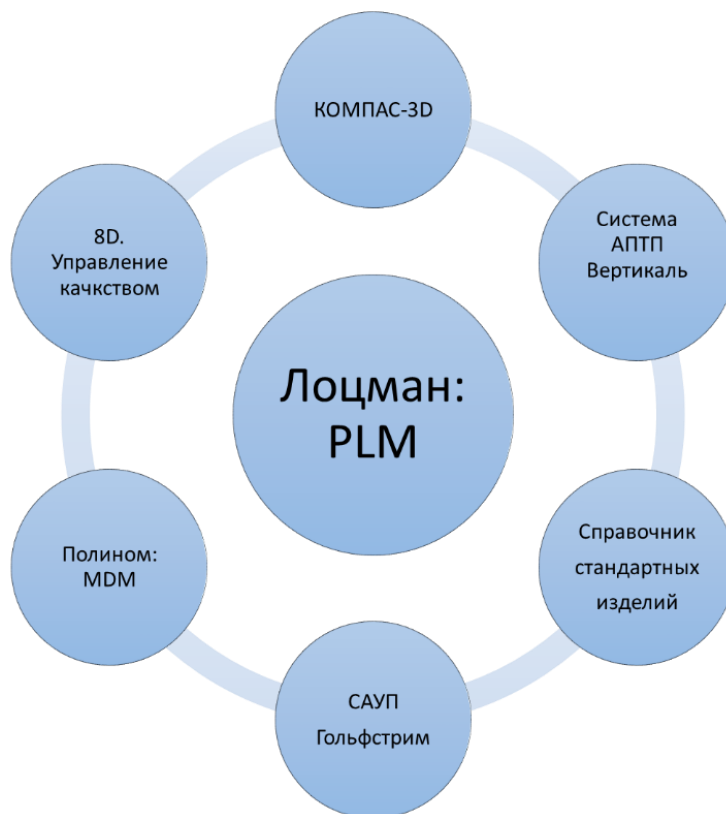 КОМПАС-3D
Система
АПТП
Вертикаль
8D.
Управление
качкством
Лоцман:
PLM
Справочник
стандартных
изделий
Полином:
MDM
САУП
Гольфстрим